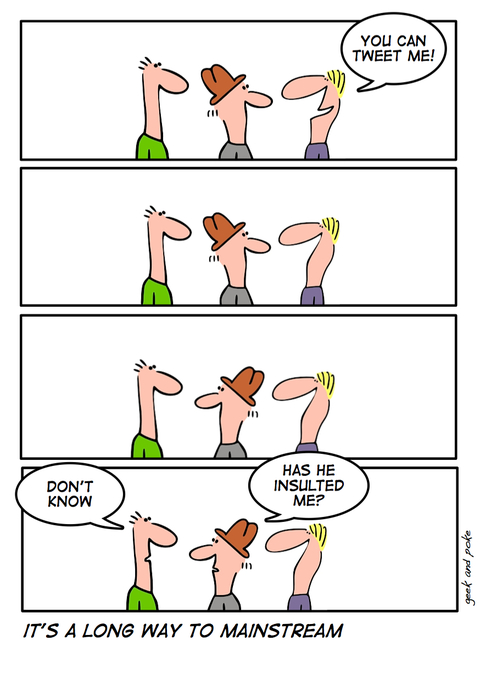 YOU CAN
TWEET ME!
DON'T
KNOW
HAS HE
INSULTED
ME?
geek and poke
IT'S A LONG WAY TO MAINSTREAM